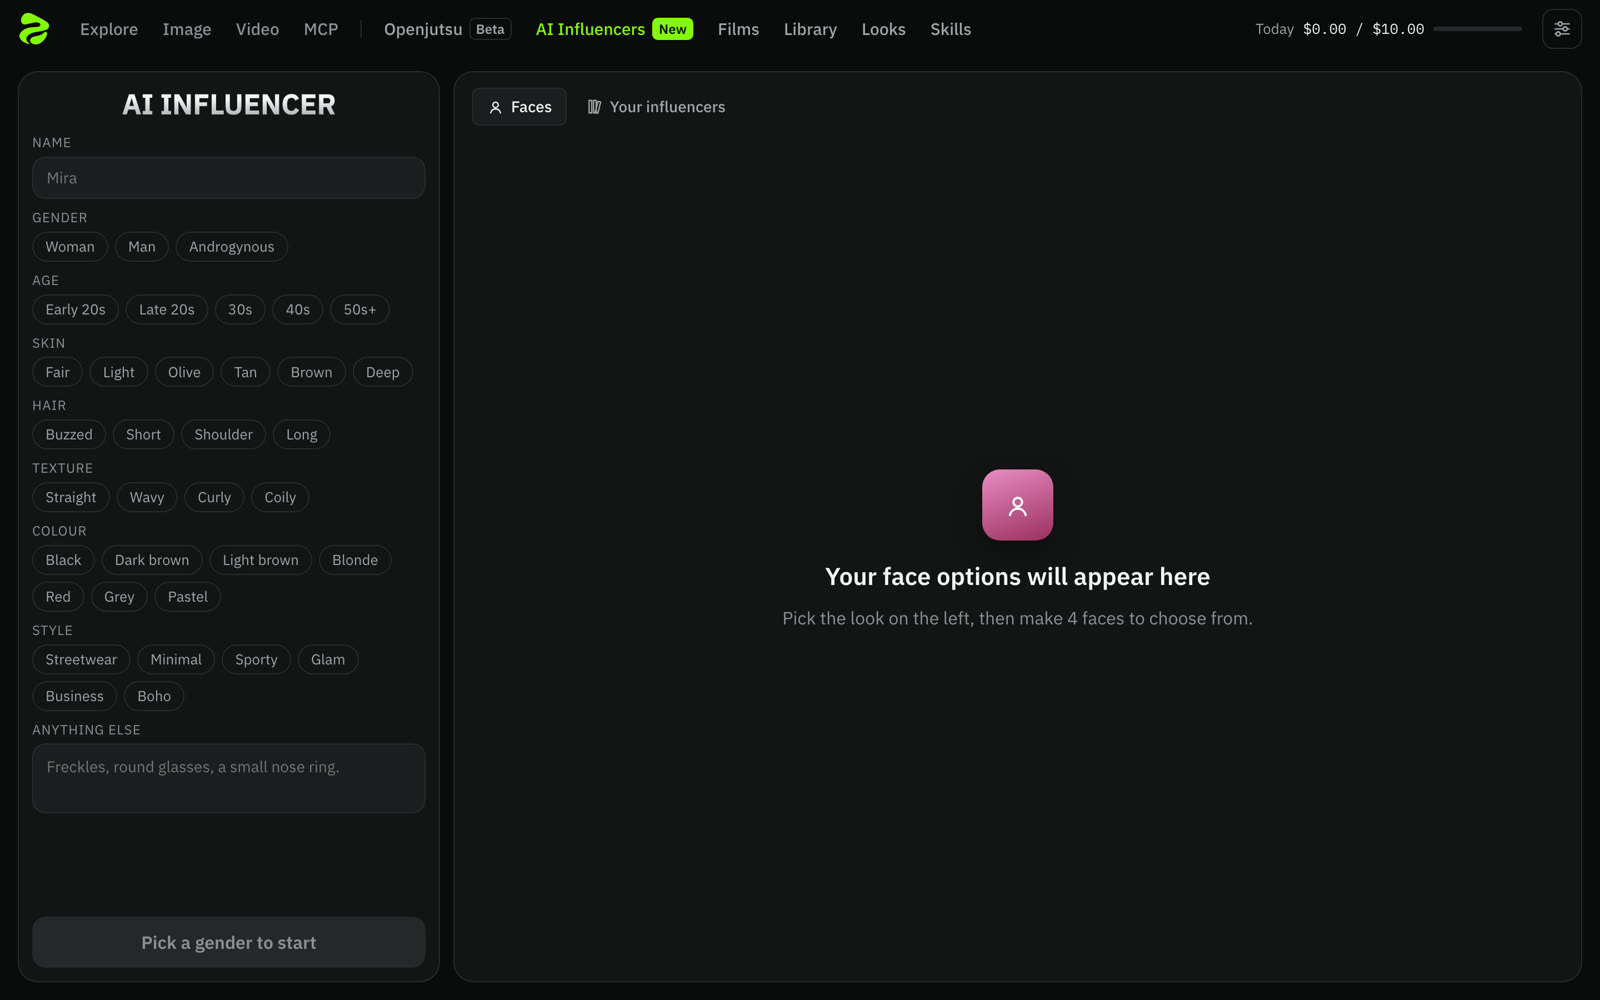 Explore Image Video MCP Openjutsu Beta AI Influencers New Films Library Looks Skills Today $0.00 / $10.00
AI INFLUENCER
NAME
Mira
GENDER
Woman Man Androgynous
AGE
Early 20s Late 20s 30s 40s 50s+
SKIN
Fair Light Olive Tan Brown Deep
HAIR
Buzzed Short Shoulder Long
TEXTURE
Straight Wavy Curly Coily
COLOUR
Black Dark brown Light brown Blonde
Red Grey Pastel
STYLE
Streetwear Minimal Sporty Glam
Business Boho
ANYTHING ELSE
Freckles, round glasses, a small nose ring.
Pick a gender to start
Faces Your influencers
Your face options will appear here
Pick the look on the left, then make 4 faces to choose from.